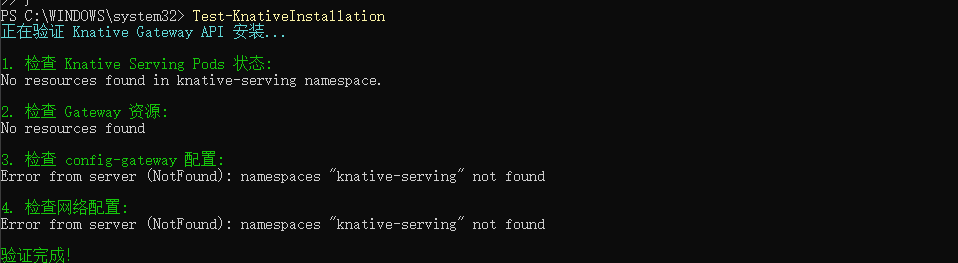 PS C:\WINDOWS\system32> Test-KnativeInstallation
正在验证 Knative Gateway API 安装...
1. 检查 Knative Serving Pods 状态:
No resources found in knative-serving namespace.
2. 检查 Gateway 资源:
No resources found
3. 检查 config-gateway 配置:
Error from server (NotFound): namespaces "knative-serving" not found
4. 检查网络配置:
Error from server (NotFound): namespaces "knative-serving" not found
验证完成!